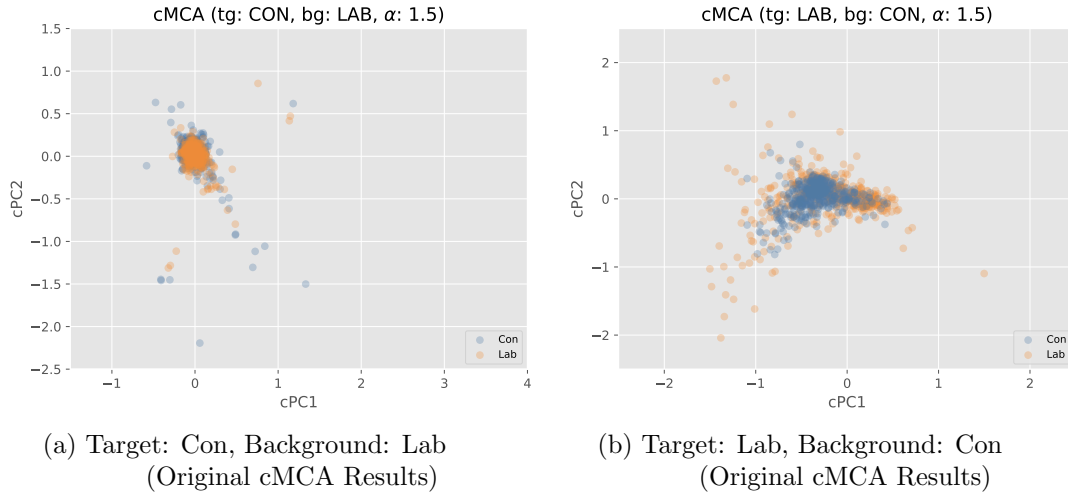 cMCA (tg: CON, bg: LAB, α: 1.5)
1.5
1.0
0.5
0.0
−0.5
−1.0
−1.5
−2.0
−2.5
cPC2
−1
0
1
2
3
4
cPC1
Con
Lab
(a) Target: Con, Background: Lab
(Original cMCA Results)
cMCA (tg: LAB, bg: CON, α: 1.5)
2
1
0
−1
−2
cPC2
−2
−1
0
1
2
cPC1
Con
Lab
(b) Target: Lab, Background: Con
(Original cMCA Results)